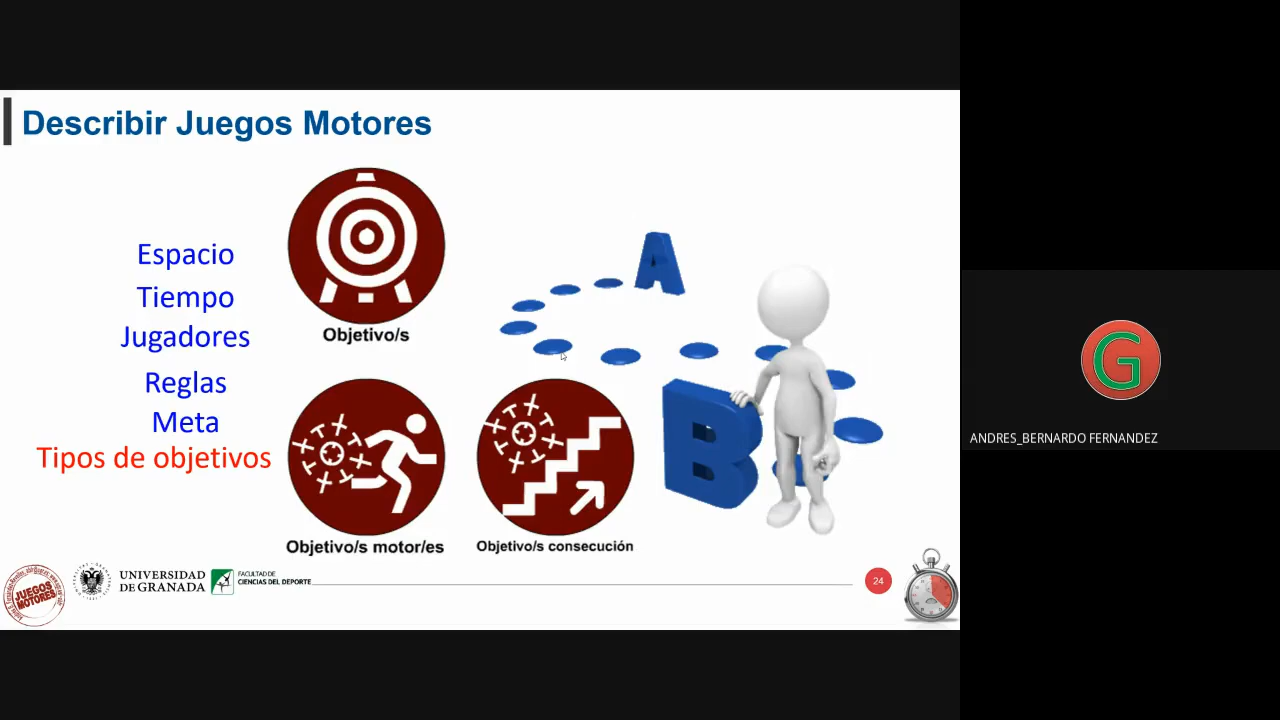 Describir Juegos Motores
Espacio
Tiempo
Jugadores
Reglas
Meta
Tipos de objetivos
Objetivo/s
Objetivo/s motor/es
Objetivo/s consecución
A
B
JUEGOS
MOTORES
UNIVERSIDAD
DE GRANADA
FACULTAD DE
CIENCIAS DEL DEPORTE
24
G
ANDRES_BERNARDO FERNANDEZ